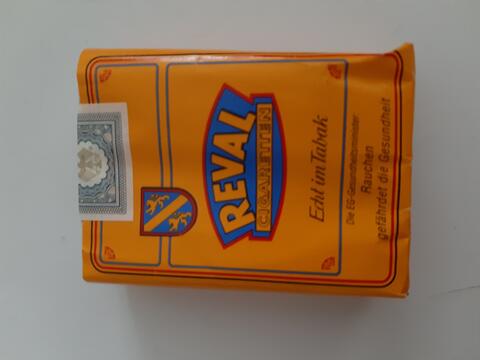 REVAL
CIGARETTEN
Echt im Tabak
Die EG-Gesundheitsminister:
Rauchen
gefährdet die Gesundheit